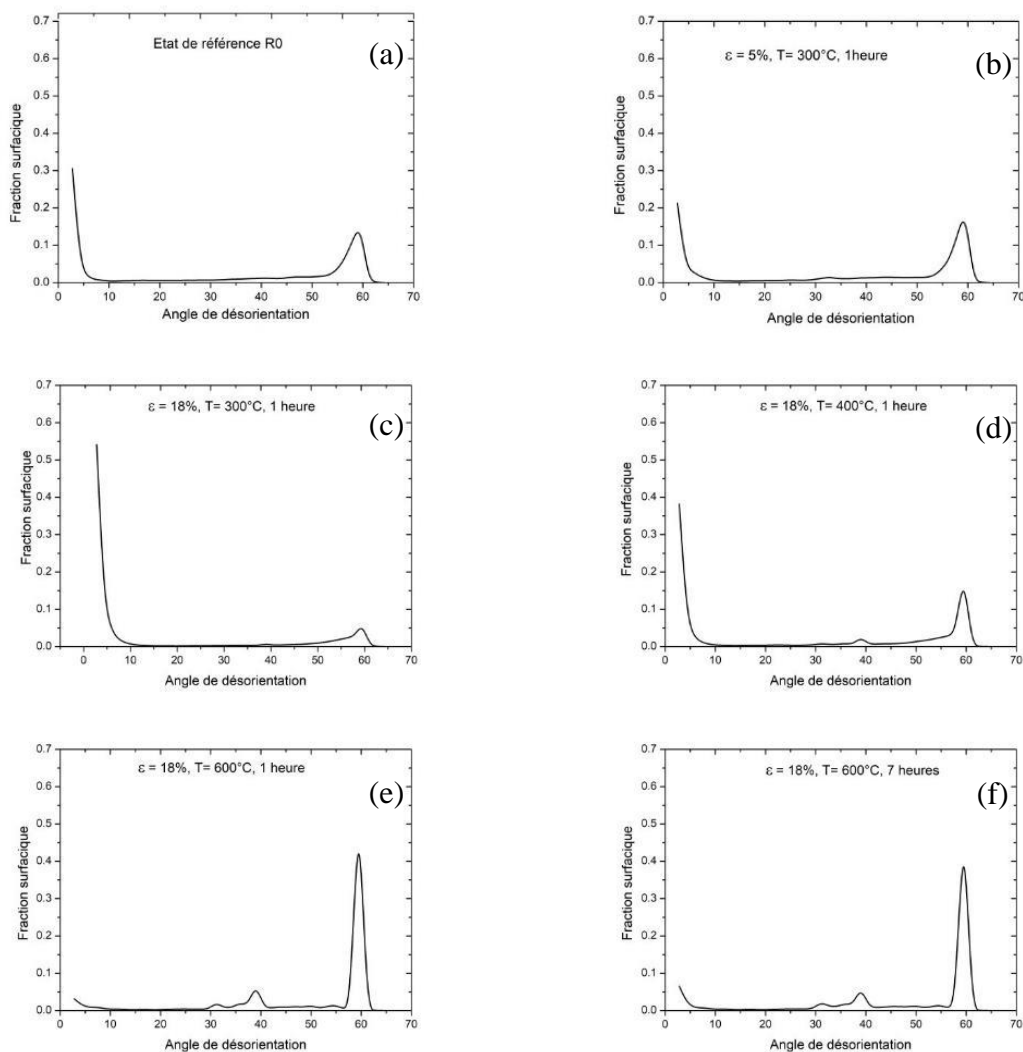 Etat de référence R0
(a)
Fraction surfacique
0.7
0.6
0.5
0.4
0.3
0.2
0.1
0.0
0 10 20 30 40 50 60 70
Angle de désorientation
ε = 5%, T= 300°C, 1heure
(b)
Fraction surfacique
0.7
0.6
0.5
0.4
0.3
0.2
0.1
0.0
0 10 20 30 40 50 60 70
Angle de désorientation
ε = 18%, T= 300°C, 1 heure
(c)
Fraction surfacique
0.7
0.6
0.5
0.4
0.3
0.2
0.1
0.0
0 10 20 30 40 50 60 70
Angle de désorientation
ε = 18%, T= 400°C, 1 heure
(d)
Fraction surfacique
0.7
0.6
0.5
0.4
0.3
0.2
0.1
0.0
0 10 20 30 40 50 60 70
Angle de désorientation
ε = 18%, T= 600°C, 1 heure
(e)
Fraction surfacique
0.7
0.6
0.5
0.4
0.3
0.2
0.1
0.0
0 10 20 30 40 50 60 70
Angle de désorientation
ε = 18%, T= 600°C, 7 heures
(f)
Fraction surfacique
0.7
0.6
0.5
0.4
0.3
0.2
0.1
0.0
0 10 20 30 40 50 60 70
Angle de désorientation